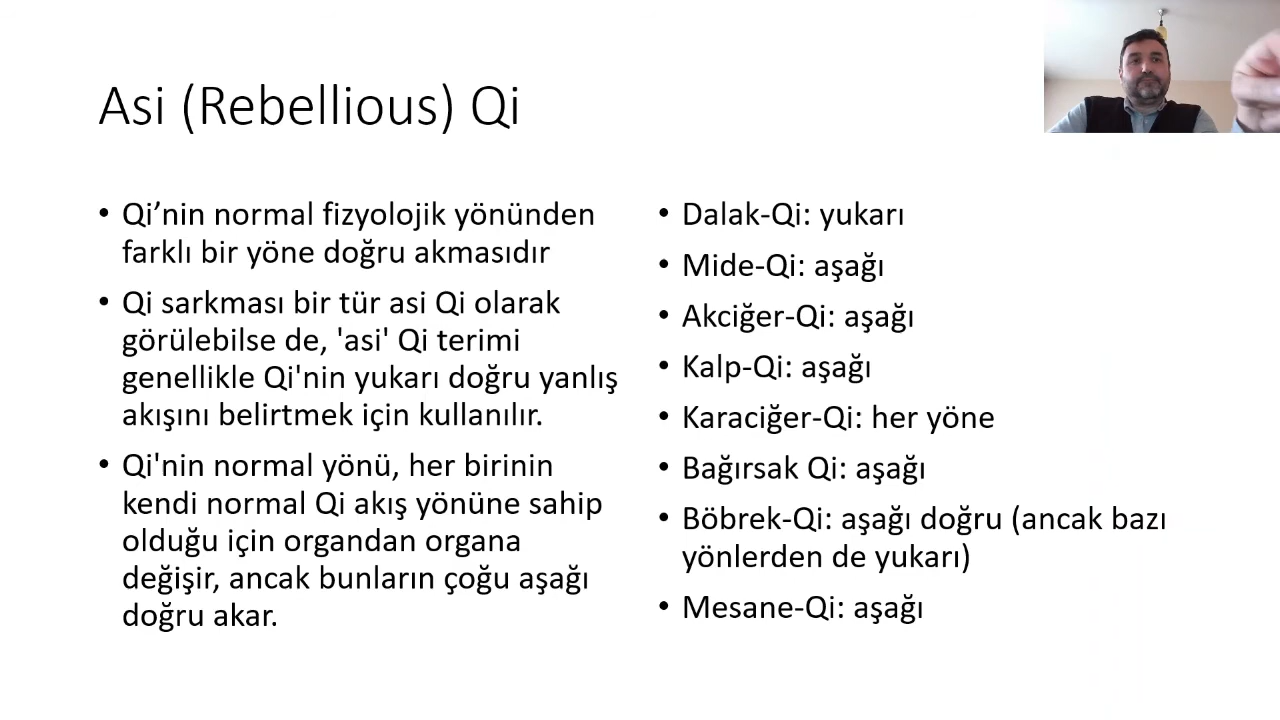 Asi (Rebellious) Qi
• Qi’nin normal fizyolojik yönünden
farklı bir yöne doğru akmasıdır
• Qi sarkması bir tür asi Qi olarak
görülebilse de, 'asi' Qi terimi
genellikle Qi'nin yukarı doğru yanlış
akışını belirtmek için kullanılır.
• Qi'nin normal yönü, her birinin
kendi normal Qi akış yönüne sahip
olduğu için organdan organa
değişir, ancak bunların çoğu aşağı
doğru akar.
• Dalak-Qi: yukarı
• Mide-Qi: aşağı
• Akciğer-Qi: aşağı
• Kalp-Qi: aşağı
• Karaciğer-Qi: her yöne
• Bağırsak Qi: aşağı
• Böbrek-Qi: aşağı doğru (ancak bazı
yönlerden de yukarı)
• Mesane-Qi: aşağı